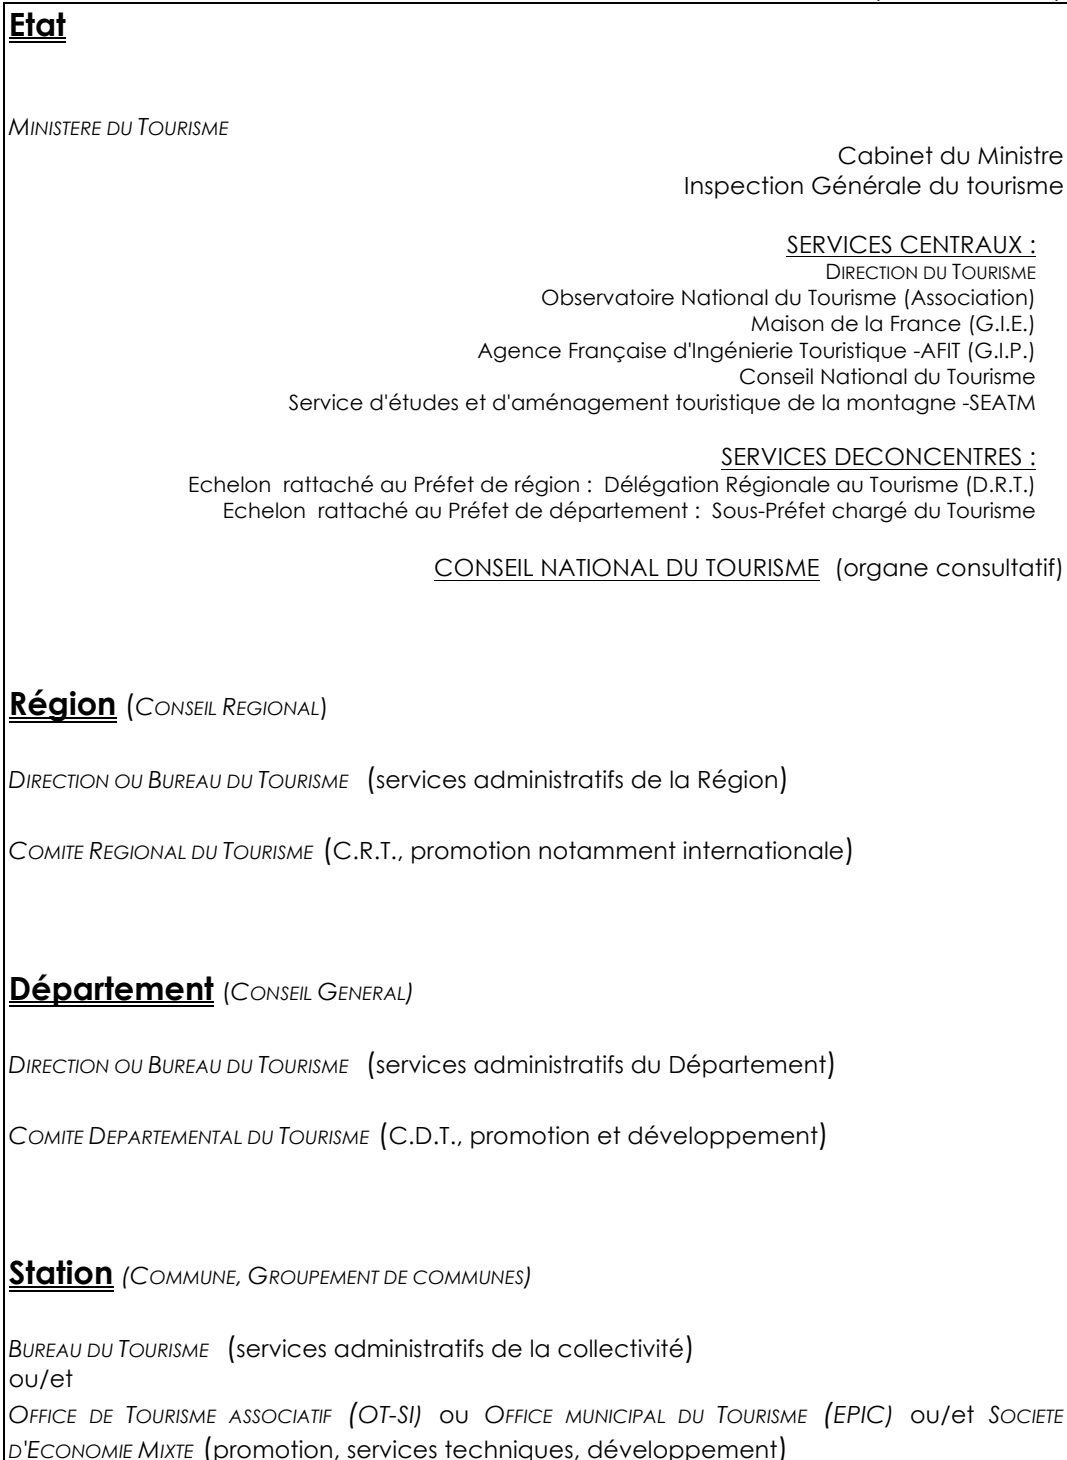 Etat
MINISTERE DU TOURISME
Cabinet du Ministre
Inspection Générale du tourisme
SERVICES CENTRAUX :
DIRECTION DU TOURISME
Observatoire National du Tourisme (Association)
Maison de la France (G.I.E.)
Agence Française d'Ingénierie Touristique -AFIT (G.I.P.)
Conseil National du Tourisme
Service d'études et d'aménagement touristique de la montagne -SEATM
SERVICES DECONCENTRES :
Echelon rattaché au Préfet de région : Délégation Régionale au Tourisme (D.R.T.)
Echelon rattaché au Préfet de département : Sous-Préfet chargé du Tourisme
CONSEIL NATIONAL DU TOURISME (organe consultatif)
Région (CONSEIL REGIONAL)
DIRECTION OU BUREAU DU TOURISME (services administratifs de la Région)
COMITE REGIONAL DU TOURISME (C.R.T., promotion notamment internationale)
Département (CONSEIL GENERAL)
DIRECTION OU BUREAU DU TOURISME (services administratifs du Département)
COMITE DEPARTEMENTAL DU TOURISME (C.D.T., promotion et développement)
Station (COMMUNE, GROUPEMENT DE COMMUNES)
BUREAU DU TOURISME (services administratifs de la collectivité)
ou/et
OFFICE DE TOURISME ASSOCIATIF (OT-SI) ou OFFICE MUNICIPAL DU TOURISME (EPIC) ou/et SOCIETE
D'ECONOMIE MIXTE (promotion, services techniques, développement)